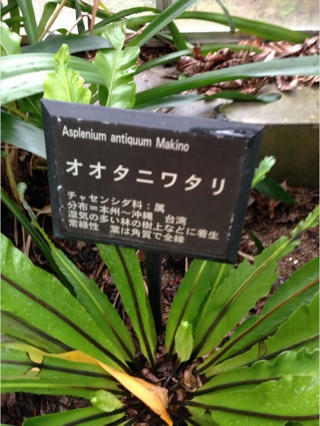 Asplenium antiquum Makino
オオタニワタリ
チャセンシダ科：属
分布＝本州〜沖縄　台湾
湿気の多い林の樹上などに着生
常緑性　葉は角質で全縁